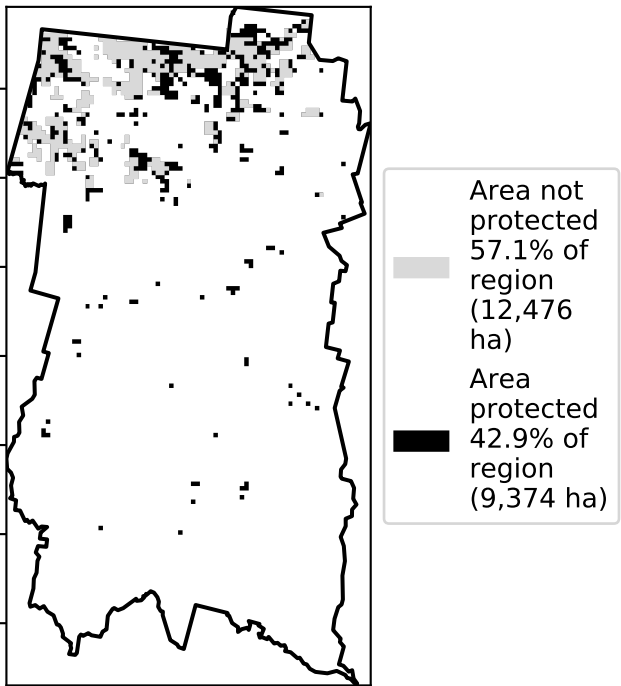 Area not
protected
57.1% of
region
(12,476
ha)
Area
protected
42.9% of
region
(9,374 ha)